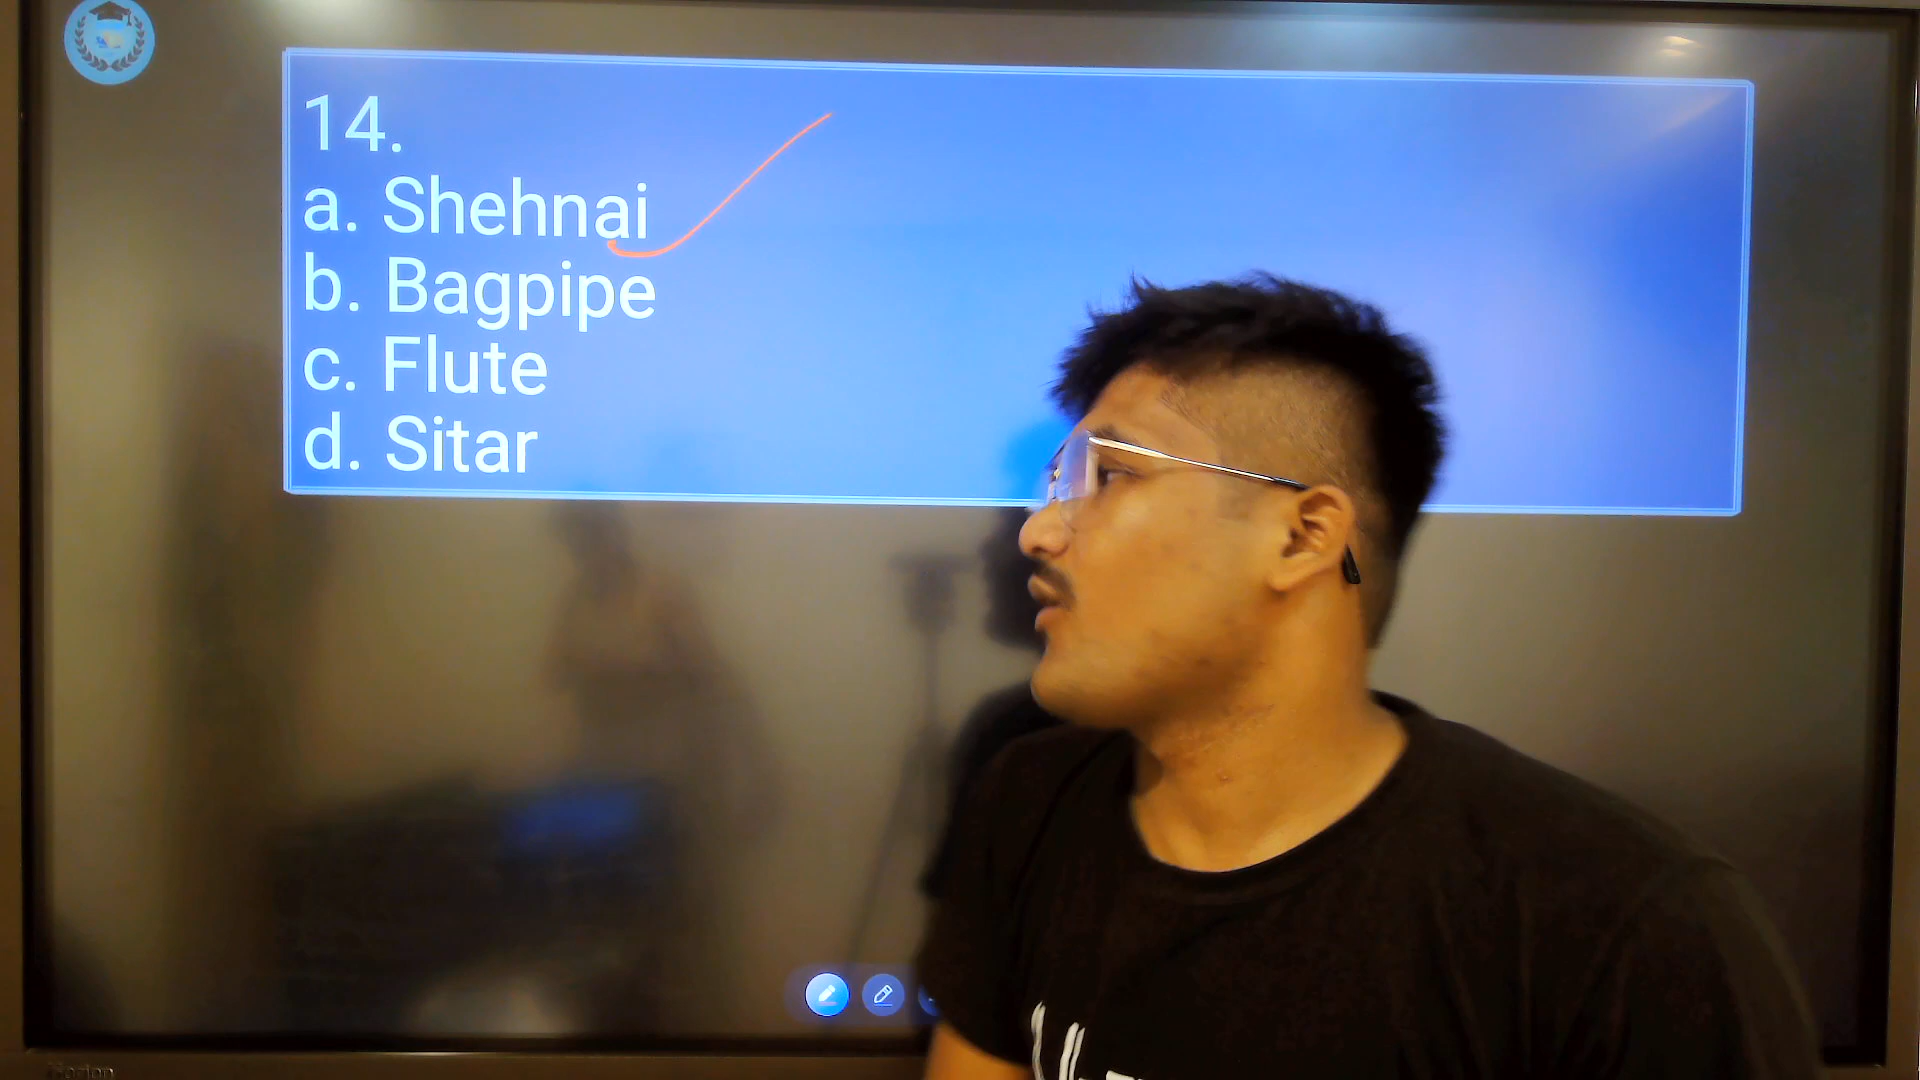 14.
a. Shehnai
b. Bagpipe
c. Flute
d. Sitar